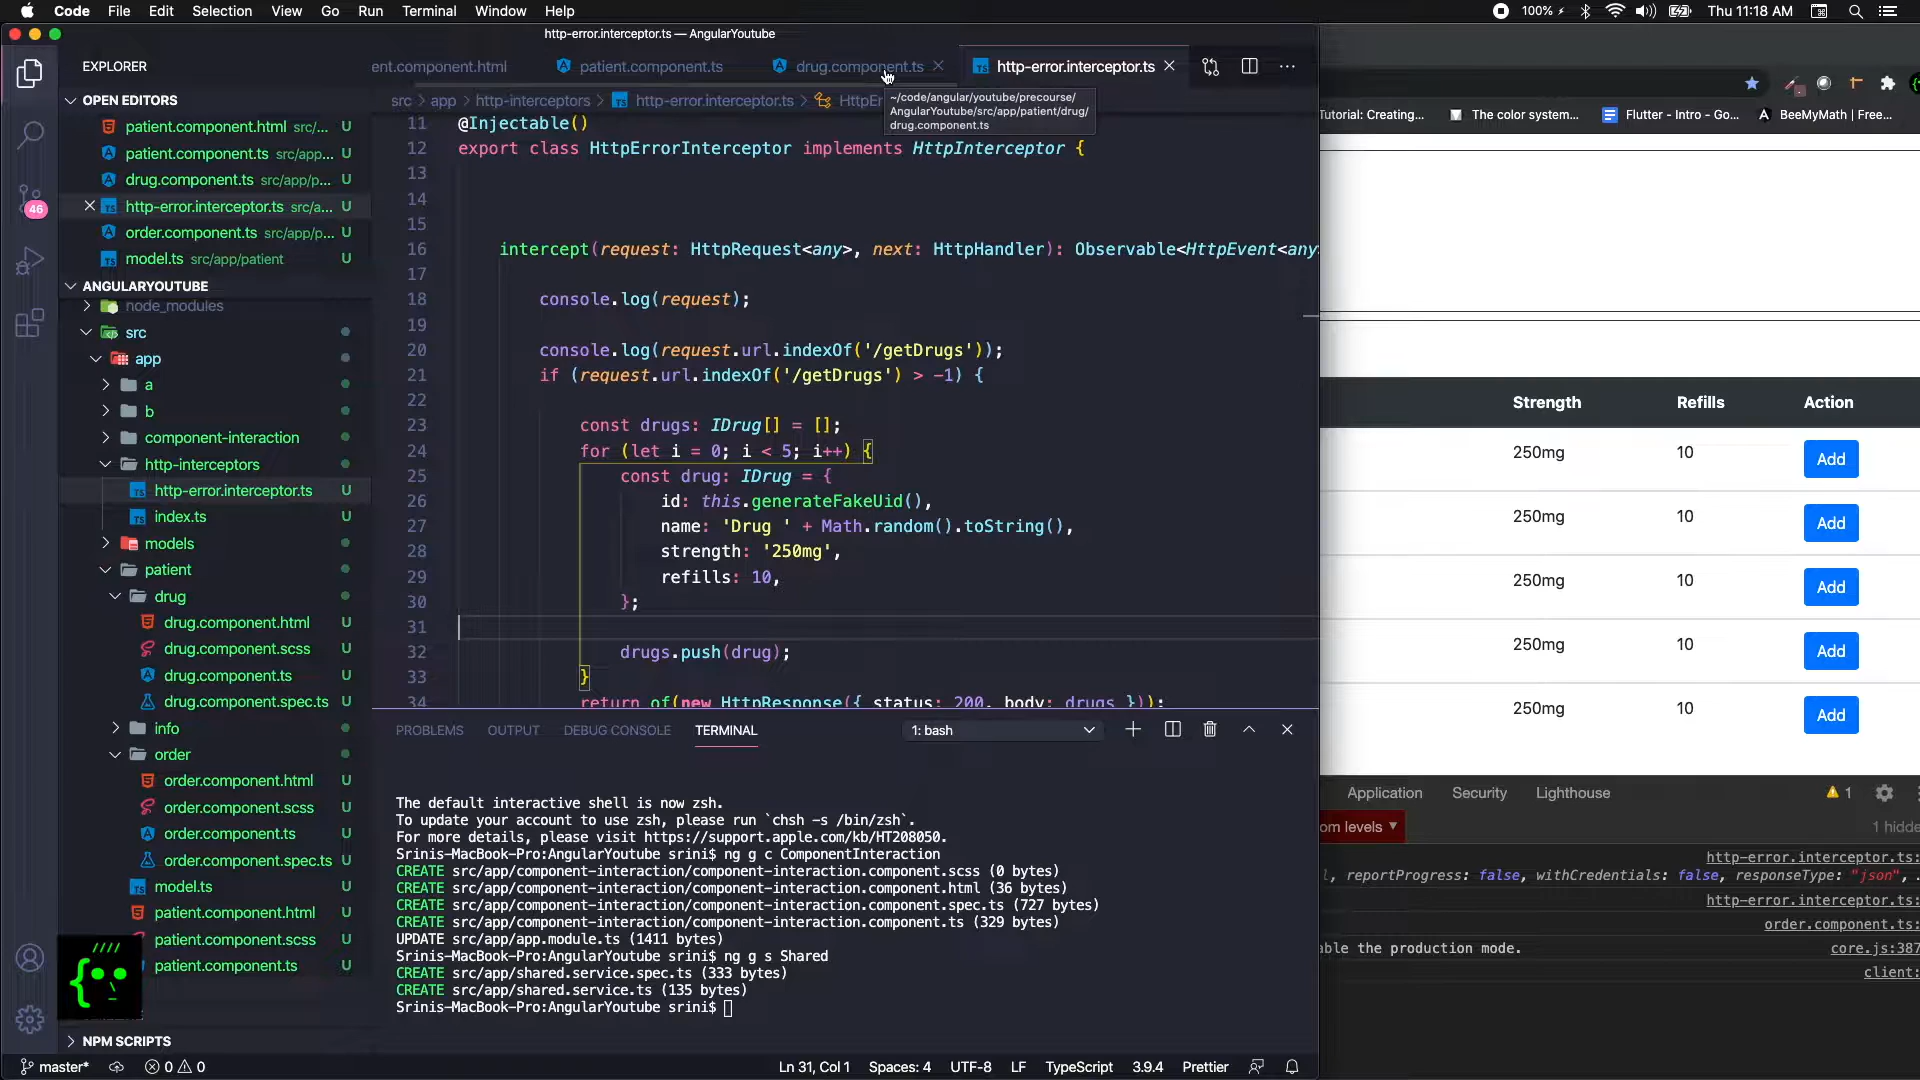 Code File Edit Selection View Go Run Terminal Window Help
100% Thu 11:18 AM
http-error.interceptor.ts — AngularYoutube
EXPLORER
OPEN EDITORS
patient.component.html src/... U
patient.component.ts src/app... U
drug.component.ts src/app/p... U
http-error.interceptor.ts src/a... U
order.component.ts src/app/p... U
model.ts src/app/patient U
ANGULARYOUTUBE
node_modules
src
app
a
b
component-interaction
http-interceptors
http-error.interceptor.ts U
index.ts U
models
patient
drug
drug.component.html U
drug.component.scss U
drug.component.ts U
drug.component.spec.ts U
info
order
order.component.html U
order.component.scss U
order.component.ts U
order.component.spec.ts U
model.ts U
patient.component.html U
patient.component.scss U
patient.component.ts U
NPM SCRIPTS
46
ent.component.html patient.component.ts drug.component.ts http-error.interceptor.ts
src > app > http-interceptors > http-error.interceptor.ts > HttpEr
~/code/angular/youtube/precourse/
AngularYoutube/src/app/patient/drug/
drug.component.ts
11 @Injectable()
12 export class HttpErrorInterceptor implements HttpInterceptor {
13
14
15
16 intercept(request: HttpRequest<any>, next: HttpHandler): Observable<HttpEvent<any
17
18 console.log(request);
19
20 console.log(request.url.indexOf('/getDrugs'));
21 if (request.url.indexOf('/getDrugs') > -1) {
22
23 const drugs: IDrug[] = [];
24 for (let i = 0; i < 5; i++) {
25 const drug: IDrug = {
26 id: this.generateFakeUid(),
27 name: 'Drug ' + Math.random().toString(),
28 strength: '250mg',
29 refills: 10,
30 };
31
32 drugs.push(drug);
33 }
34 return of(new HttpResponse({ status: 200, body: drugs }));
PROBLEMS OUTPUT DEBUG CONSOLE TERMINAL 1: bash
The default interactive shell is now zsh.
To update your account to use zsh, please run `chsh -s /bin/zsh`.
For more details, please visit https://support.apple.com/kb/HT208050.
Srinis-MacBook-Pro:AngularYoutube srini$ ng g c ComponentInteraction
CREATE src/app/component-interaction/component-interaction.component.scss (0 bytes)
CREATE src/app/component-interaction/component-interaction.component.html (36 bytes)
CREATE src/app/component-interaction/component-interaction.component.spec.ts (727 bytes)
CREATE src/app/component-interaction/component-interaction.component.ts (329 bytes)
UPDATE src/app/app.module.ts (1411 bytes)
Srinis-MacBook-Pro:AngularYoutube srini$ ng g s Shared
CREATE src/app/shared.service.spec.ts (333 bytes)
CREATE src/app/shared.service.ts (135 bytes)
Srinis-MacBook-Pro:AngularYoutube srini$
master* 0 0 Ln 31, Col 1 Spaces: 4 UTF-8 LF TypeScript 3.9.4 Prettier
Tutorial: Creating... The color system... Flutter - Intro - Go... BeeMyMath | Free...
Strength Refills Action
250mg 10 Add
250mg 10 Add
250mg 10 Add
250mg 10 Add
250mg 10 Add
Application Security Lighthouse 1
om levels 1 hidde
http-error.interceptor.ts:
l, reportProgress: false, withCredentials: false, responseType: "json",
http-error.interceptor.ts:
order.component.ts:
able the production mode. core.js:387
client: